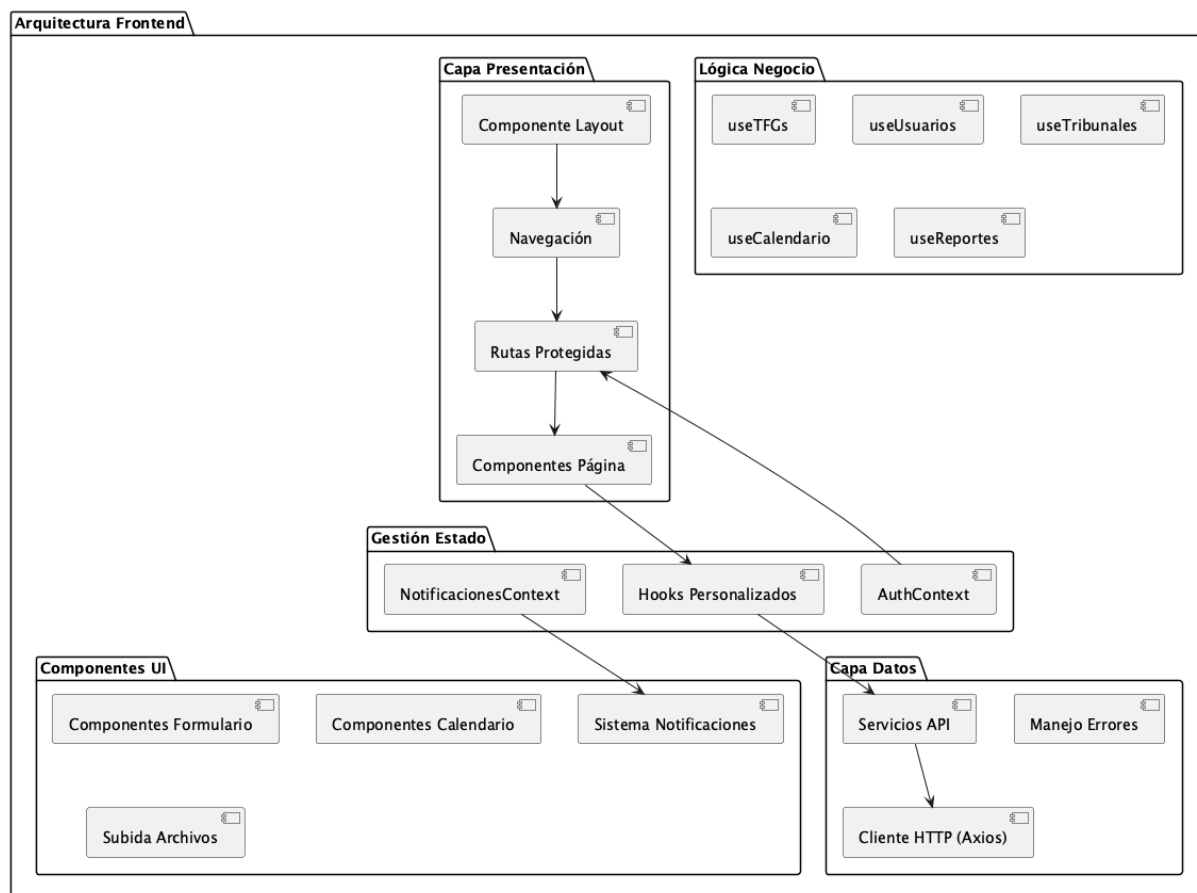 Arquitectura Frontend
Capa Presentación
Componente Layout
Navegación
Rutas Protegidas
Componentes Página
Lógica Negocio
useTFGs
useUsuarios
useTribunales
useCalendario
useReportes
Gestión Estado
NotificacionesContext
Hooks Personalizados
AuthContext
Componentes UI
Componentes Formulario
Componentes Calendario
Sistema Notificaciones
Subida Archivos
Capa Datos
Servicios API
Manejo Errores
Cliente HTTP (Axios)